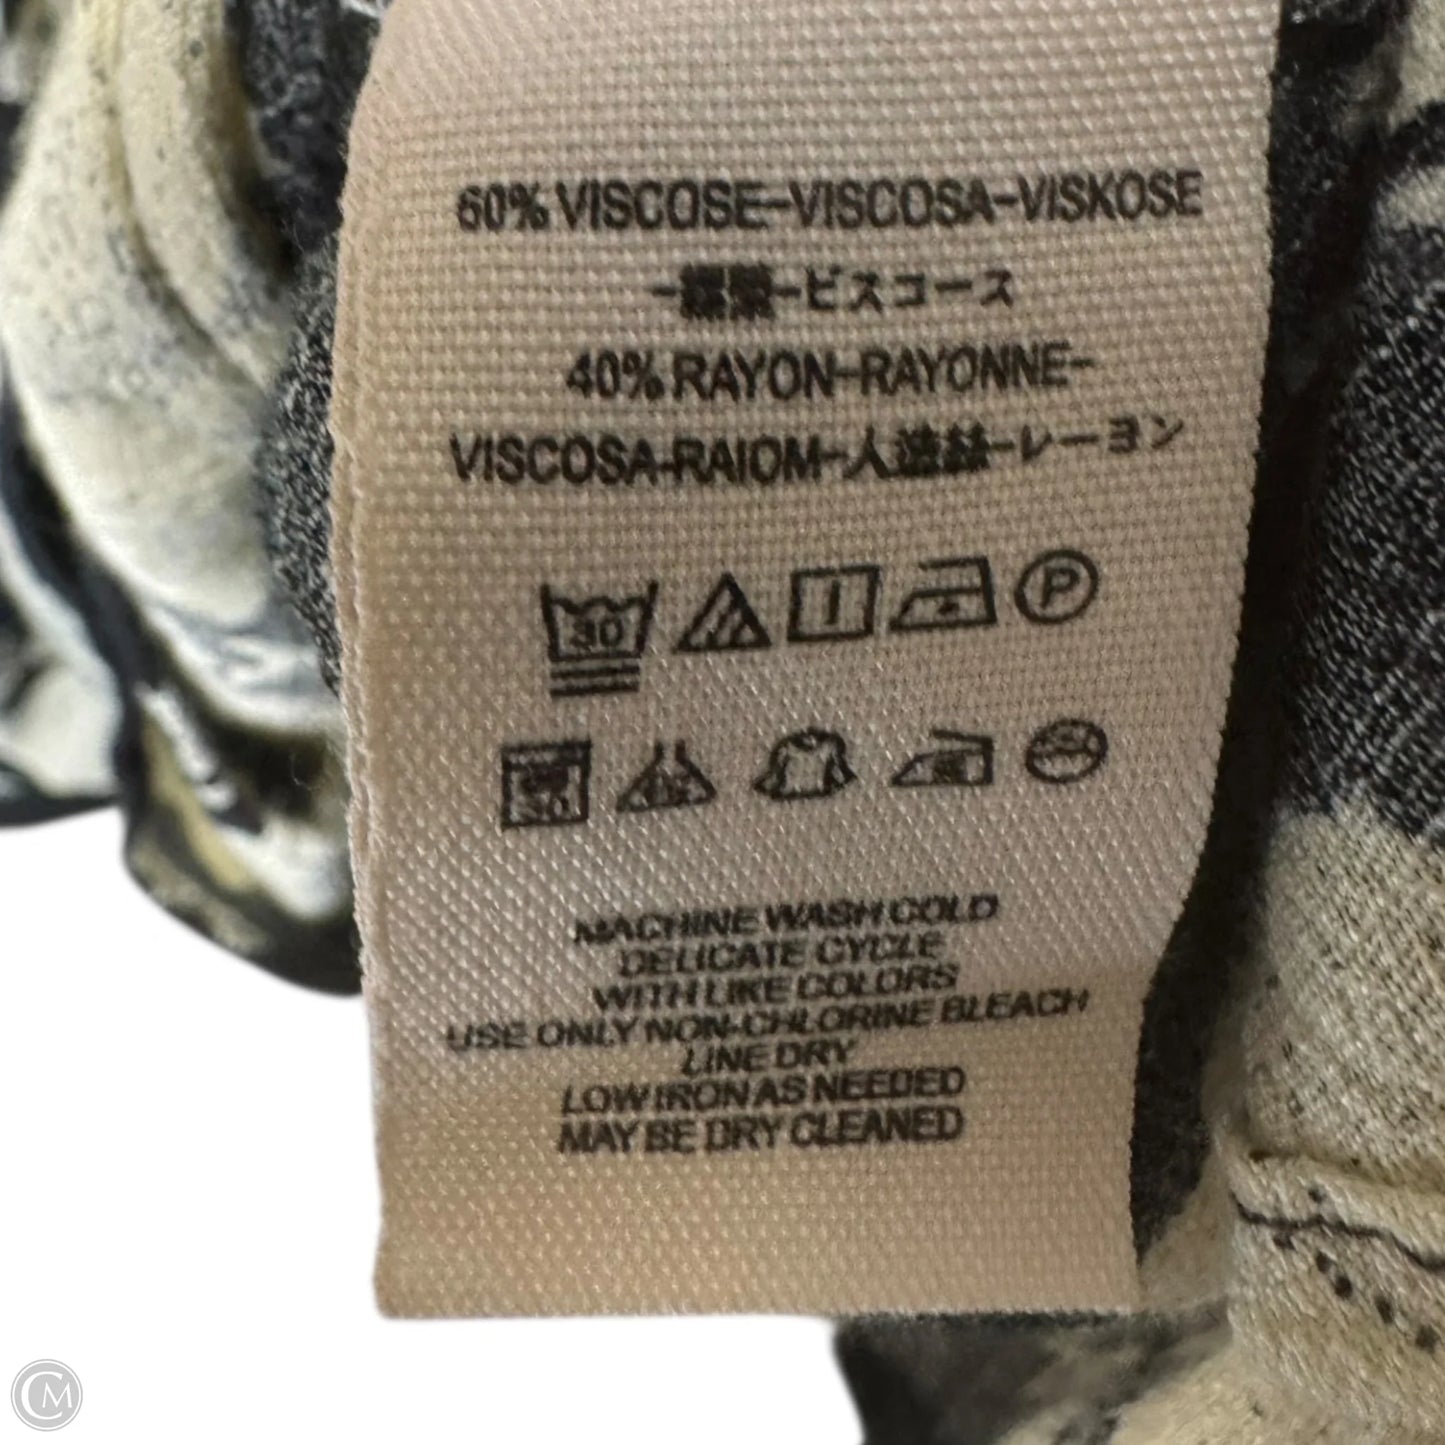 60% VISCOSE-VISCOSA-VISKOSE
-ビスコース
40% RAYON-RAYONNE-
VISCOSA-RAIOM-人造絲-レーヨン
30
P
30
MACHINE WASH COLD
DELICATE CYCLE
WITH LIKE COLORS
USE ONLY NON-CHLORINE BLEACH
LINE DRY
LOW IRON AS NEEDED
MAY BE DRY CLEANED
CM